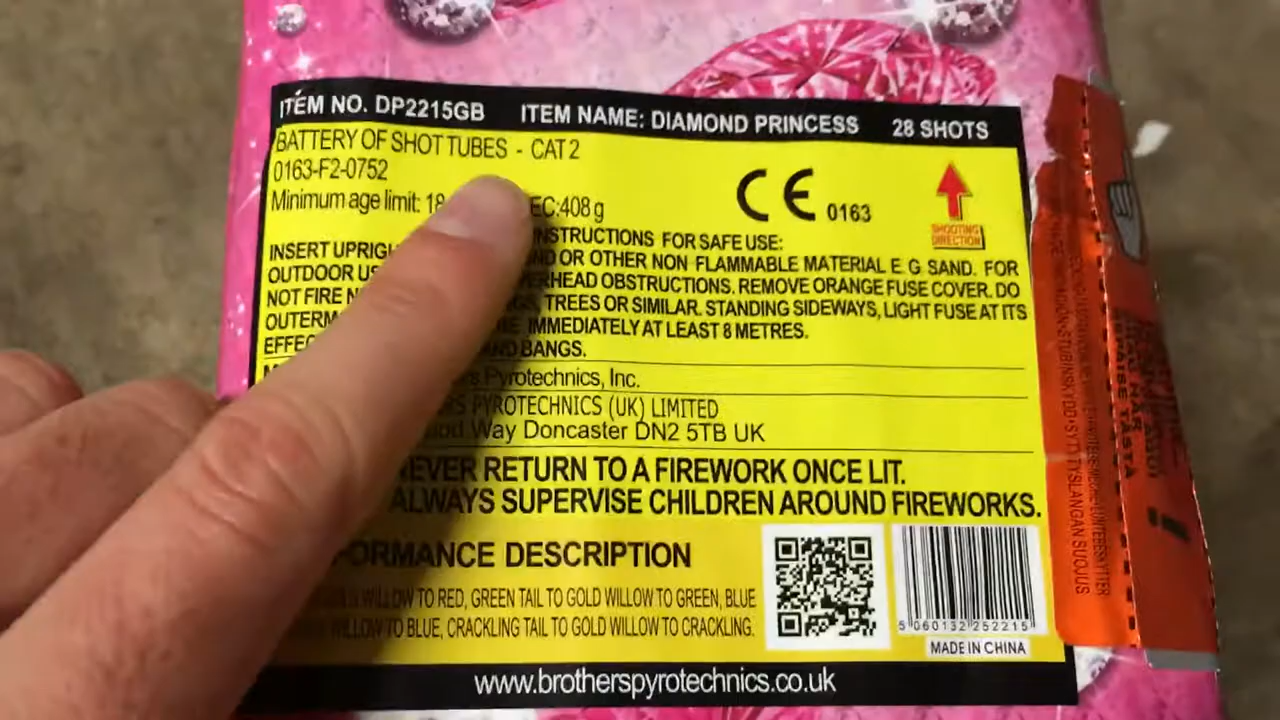 ITEM NO. DP2215GB ITEM NAME: DIAMOND PRINCESS 28 SHOTS
BATTERY OF SHOT TUBES - CAT 2
0163-F2-0752
Minimum age limit: 18 EC:408 g
CE 0163
SHOOTING
DIRECTION
INSTRUCTIONS FOR SAFE USE:
INSERT UPRIGH ND OR OTHER NON FLAMMABLE MATERIAL E G SAND. FOR
OUTDOOR US ERHEAD OBSTRUCTIONS. REMOVE ORANGE FUSE COVER. DO
NOT FIRE N GS, TREES OR SIMILAR. STANDING SIDEWAYS, LIGHT FUSE AT ITS
OUTERM IMMEDIATELY AT LEAST 8 METRES.
EFFEC AND BANGS.
rs Pyrotechnics, Inc.
ERS PYROTECHNICS (UK) LIMITED
Way Doncaster DN2 5TB UK
NEVER RETURN TO A FIREWORK ONCE LIT.
ALWAYS SUPERVISE CHILDREN AROUND FIREWORKS.
FORMANCE DESCRIPTION
WILLOW TO RED, GREEN TAIL TO GOLD WILLOW TO GREEN, BLUE
WILLOW TO BLUE, CRACKLING TAIL TO GOLD WILLOW TO CRACKLING.
5 060132 252215
MADE IN CHINA
www.brotherspyrotechnics.co.uk